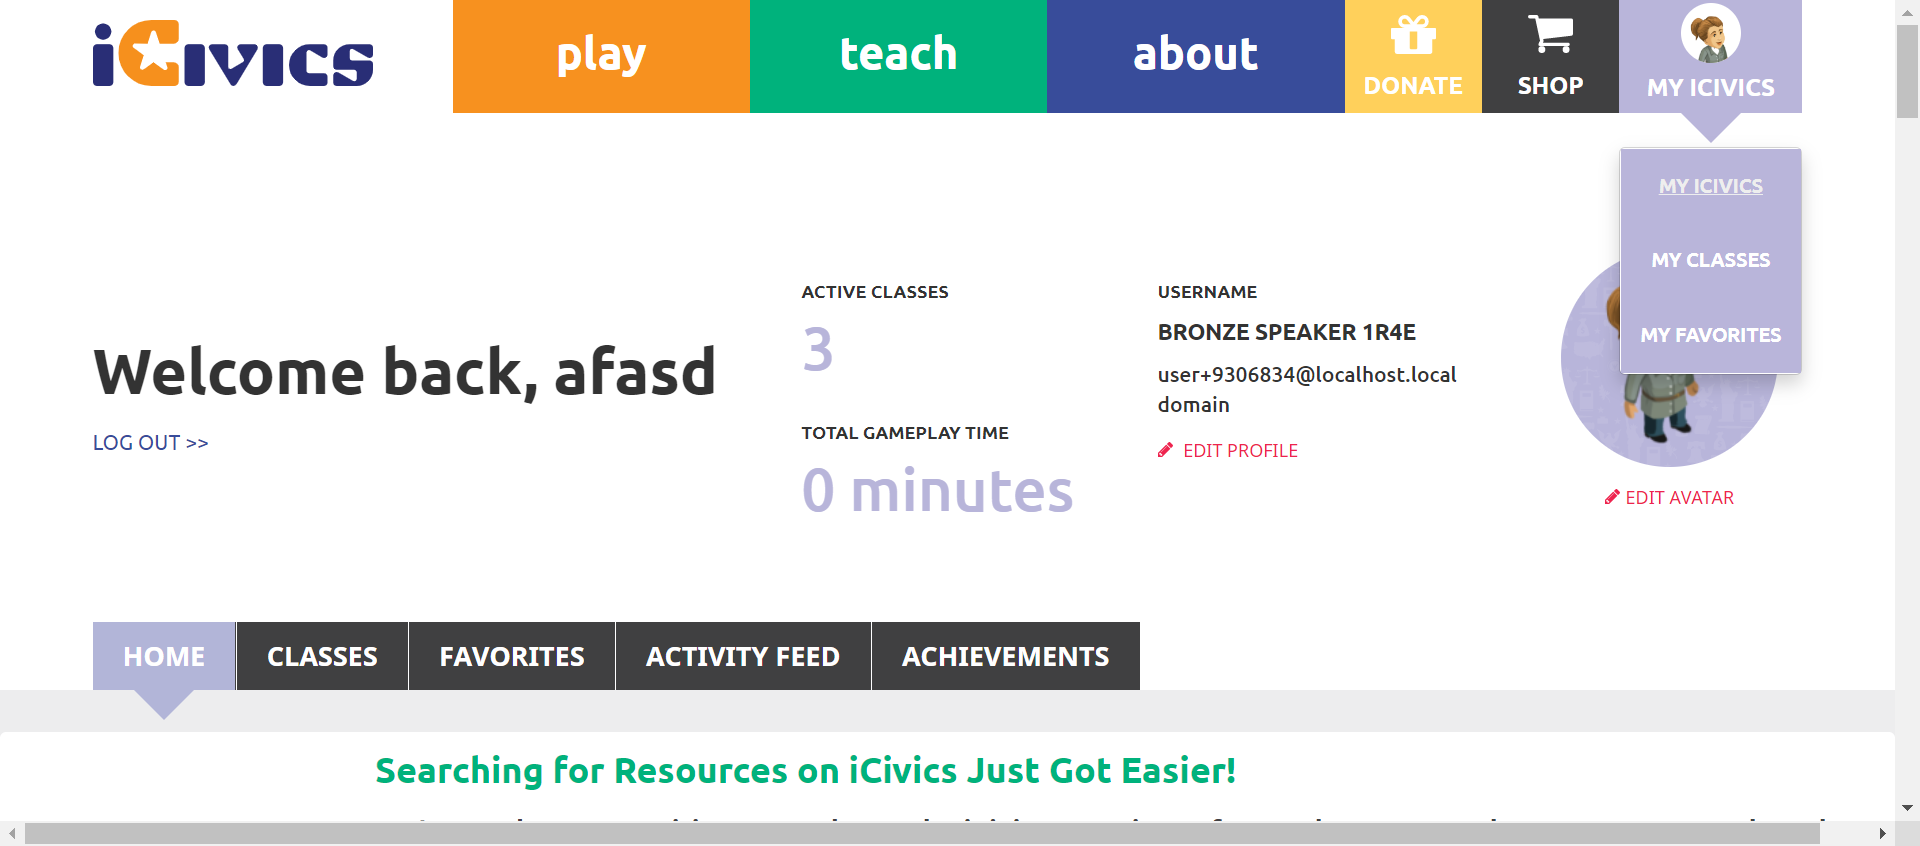 iCivics
play
teach
about
DONATE
SHOP
MY ICIVICS
MY ICIVICS
MY CLASSES
MY FAVORITES
Welcome back, afasd
LOG OUT >>
ACTIVE CLASSES
3
TOTAL GAMEPLAY TIME
0 minutes
USERNAME
BRONZE SPEAKER 1R4E
user+9306834@localhost.local
domain
EDIT PROFILE
EDIT AVATAR
HOME
CLASSES
FAVORITES
ACTIVITY FEED
ACHIEVEMENTS
Searching for Resources on iCivics Just Got Easier!